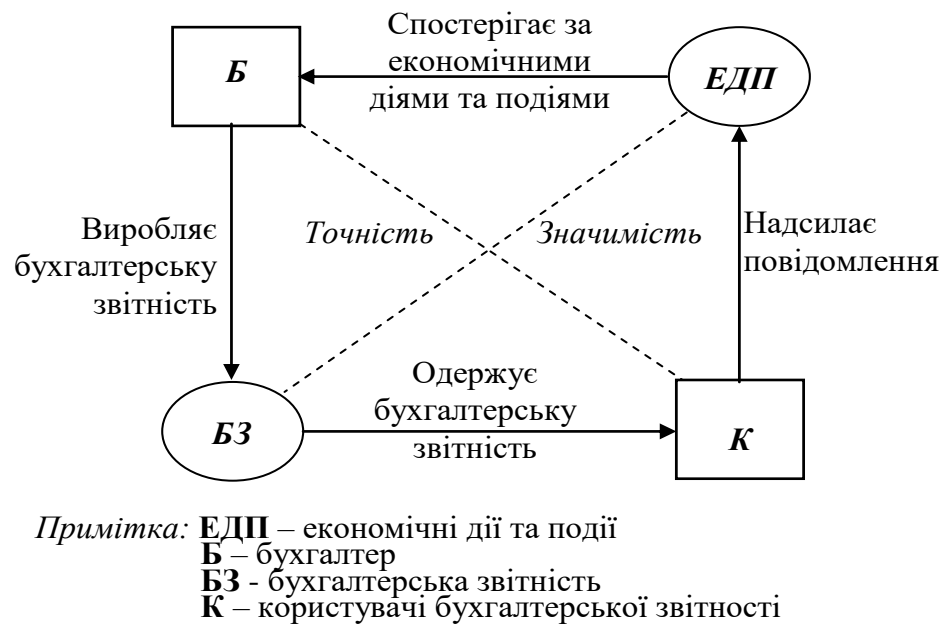 Спостерігає за
економічними
діями та подіями
Б
ЕДП
Виробляє
бухгалтерську
звітність
Точність
Значимість
Надсилає
повідомлення
Одержує
бухгалтерську
звітність
БЗ
К
Примітка: ЕДП – економічні дії та події
Б – бухгалтер
БЗ - бухгалтерська звітність
К – користувачі бухгалтерської звітності